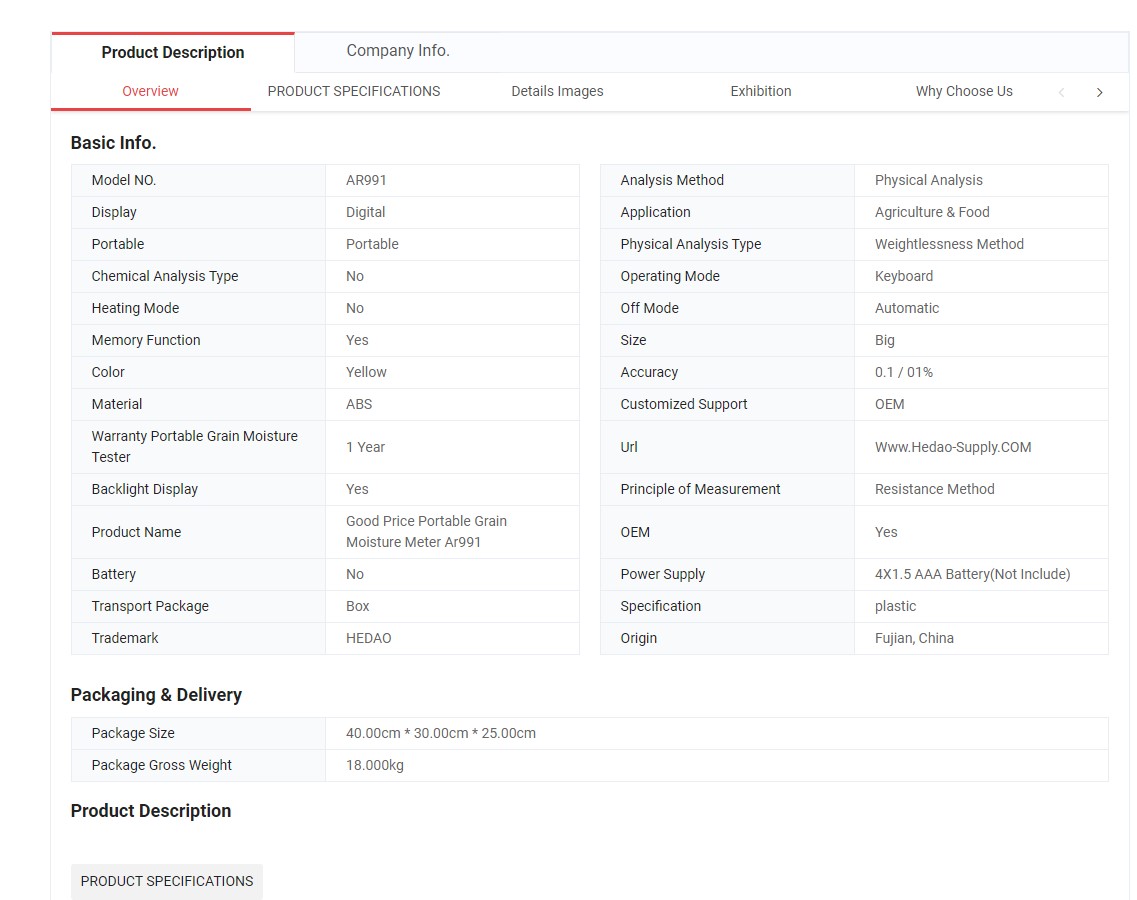 Product Description
Company Info.
Overview
PRODUCT SPECIFICATIONS
Details Images
Exhibition
Why Choose Us
Basic Info.
Model NO.
AR991
Analysis Method
Physical Analysis
Display
Digital
Application
Agriculture & Food
Portable
Portable
Physical Analysis Type
Weightlessness Method
Chemical Analysis Type
No
Operating Mode
Keyboard
Heating Mode
No
Off Mode
Automatic
Memory Function
Yes
Size
Big
Color
Yellow
Accuracy
0.1 / 01%
Material
ABS
Customized Support
OEM
Warranty Portable Grain Moisture
Tester
1 Year
Url
Www.Hedao-Supply.COM
Backlight Display
Yes
Principle of Measurement
Resistance Method
Product Name
Good Price Portable Grain
Moisture Meter Ar991
OEM
Yes
Battery
No
Power Supply
4X1.5 AAA Battery(Not Include)
Transport Package
Box
Specification
plastic
Trademark
HEDAO
Origin
Fujian, China
Packaging & Delivery
Package Size
40.00cm * 30.00cm * 25.00cm
Package Gross Weight
18.000kg
Product Description
PRODUCT SPECIFICATIONS